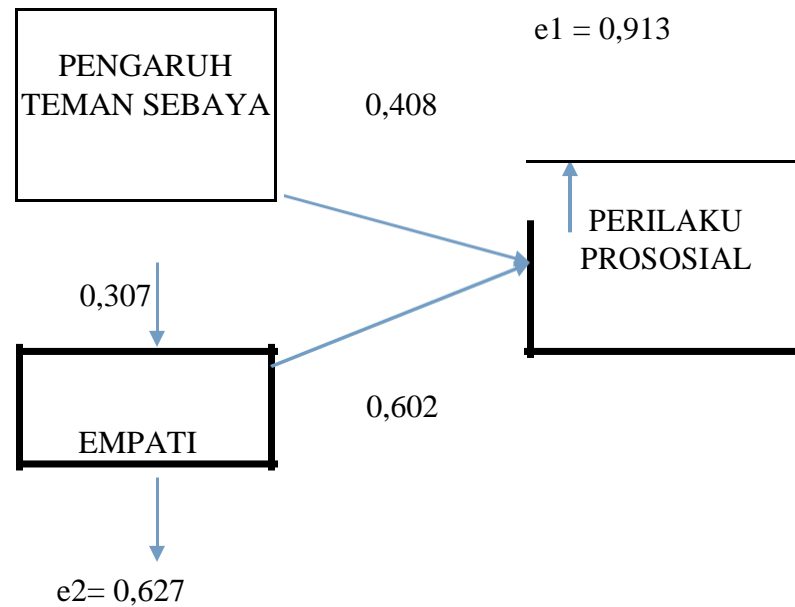 e1 = 0,913
PENGARUH
TEMAN SEBAYA
0,408
PERILAKU
PROSOSIAL
0,307
0,602
EMPATI
e2= 0,627